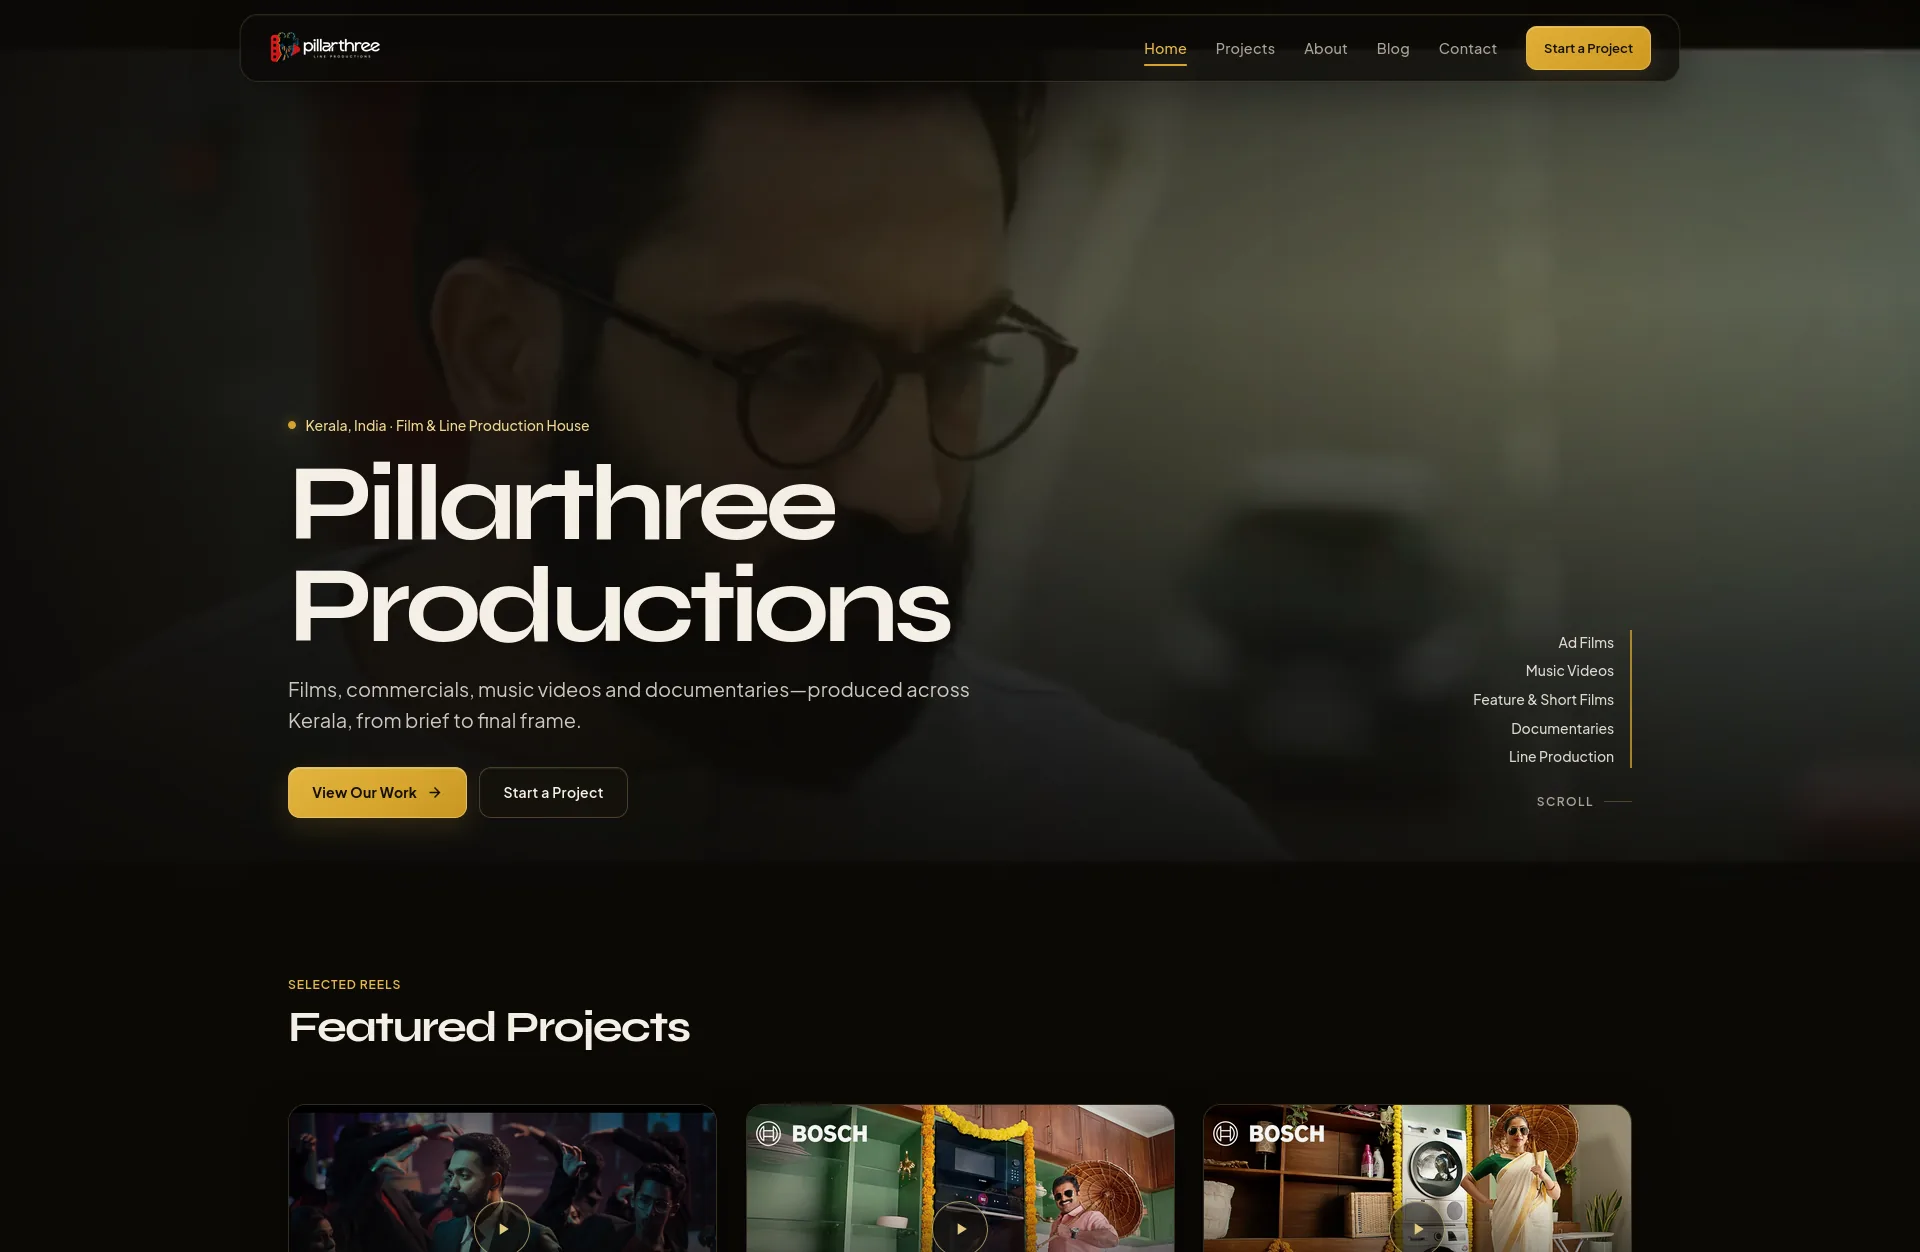 pillarthree
LINE PRODUCTIONS
Home
Projects
About
Blog
Contact
Start a Project
Kerala, India · Film & Line Production House
Pillarthree
Productions
Films, commercials, music videos and documentaries—produced across
Kerala, from brief to final frame.
View Our Work →
Start a Project
Ad Films
Music Videos
Feature & Short Films
Documentaries
Line Production
SCROLL
SELECTED REELS
Featured Projects
BOSCH
BOSCH